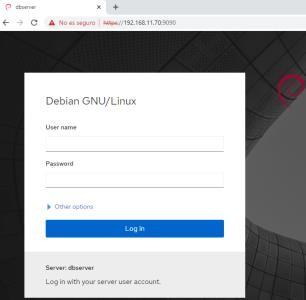 dbserver
No es seguro | https://192.168.11.70:9090
Debian GNU/Linux
User name
Password
Other options
Log in
Server: dbserver
Log in with your server user account.